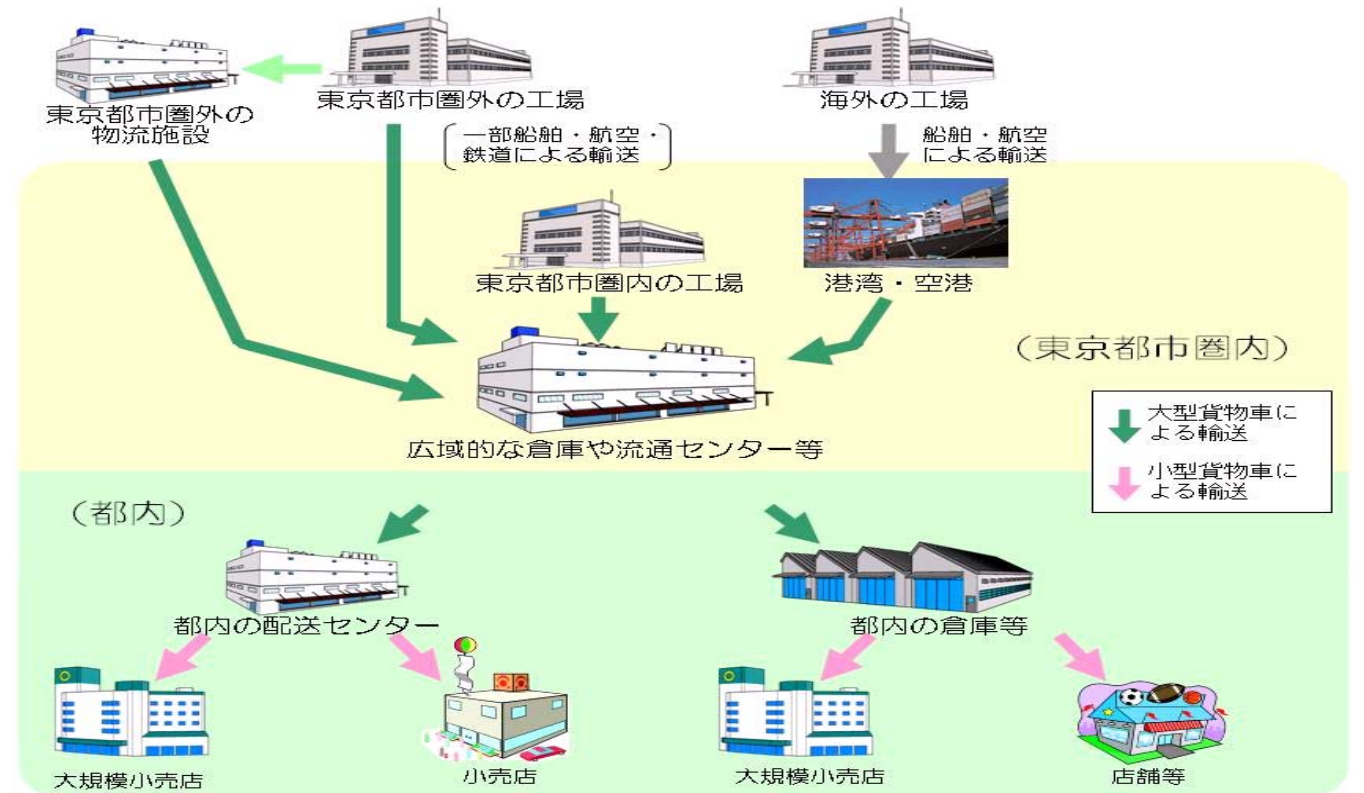 東京都市圏外の
物流施設
東京都市圏外の工場
一部船舶・航空・
鉄道による輸送
海外の工場
船舶・航空
による輸送
東京都市圏内の工場
港湾・空港
(東京都市圏内)
広域的な倉庫や流通センター等
大型貨物車に
よる輸送
小型貨物車に
よる輸送
(都内)
都内の配送センター
都内の倉庫等
大規模小売店
小売店
大規模小売店
店舗等